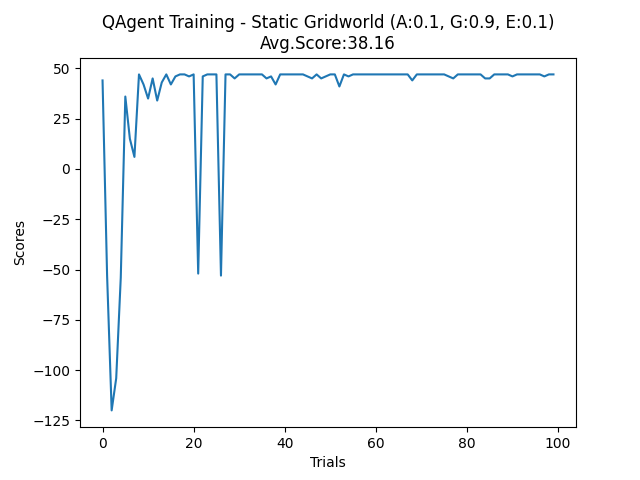 QAgent Training - Static Gridworld (A:0.1, G:0.9, E:0.1)
Avg.Score:38.16
50
25
0
−25
−50
−75
−100
−125
Scores
0 20 40 60 80 100
Trials